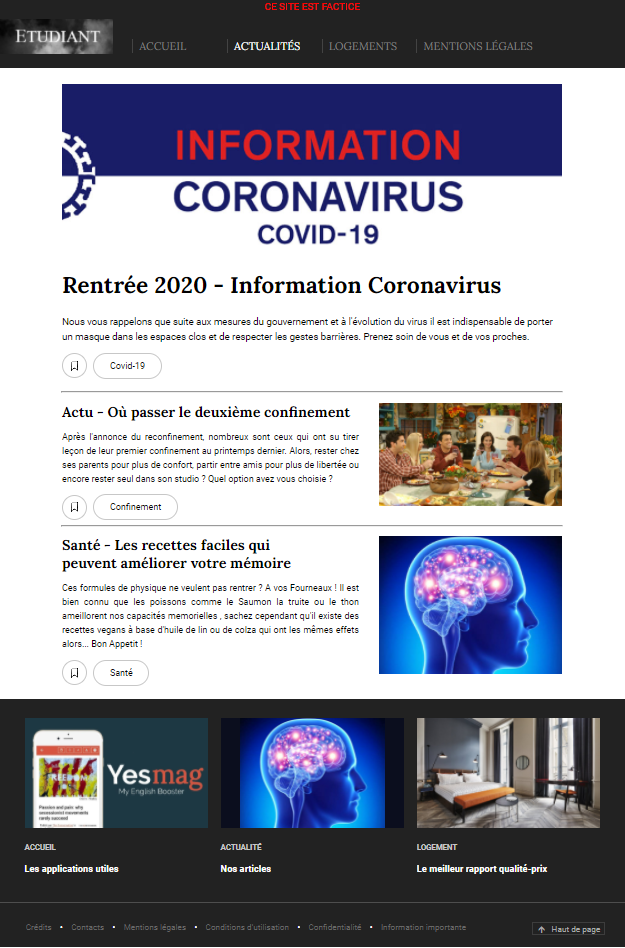 CE SITE EST FACTICE
ETUDIANT
ACCUEIL
ACTUALITÉS
LOGEMENTS
MENTIONS LÉGALES
INFORMATION
CORONAVIRUS
COVID-19
Rentrée 2020 - Information Coronavirus
Nous vous rappelons que suite aux mesures du gouvernement et à l'évolution du virus il est indispensable de porter
un masque dans les espaces clos et de respecter les gestes barrières. Prenez soin de vous et de vos proches.
Covid-19
Actu - Où passer le deuxième confinement
Après l'annonce du reconfinement, nombreux sont ceux qui ont su tirer
leçon de leur premier confinement au printemps dernier. Alors, rester chez
ses parents pour plus de confort, partir entre amis pour plus de libertée ou
encore rester seul dans son studio ? Quel option avez vous choisie ?
Confinement
Santé - Les recettes faciles qui
peuvent améliorer votre mémoire
Ces formules de physique ne veulent pas rentrer ? A vos Fourneaux ! Il est
bien connu que les poissons comme le Saumon la truite ou le thon
ameillorent nos capacités memorielles , sachez cependant qu'il existe des
recettes vegans à base d'huile de lin ou de colza qui ont les mêmes effets
alors... Bon Appetit !
Santé
Yesmag
My English Booster
Passive and panic why
secessionist movements
rarely succeed
ACCUEIL
Les applications utiles
ACTUALITÉ
Nos articles
LOGEMENT
Le meilleur rapport qualité-prix
Crédits • Contacts • Mentions légales • Conditions d'utilisation • Confidentialité • Information importante
Haut de page